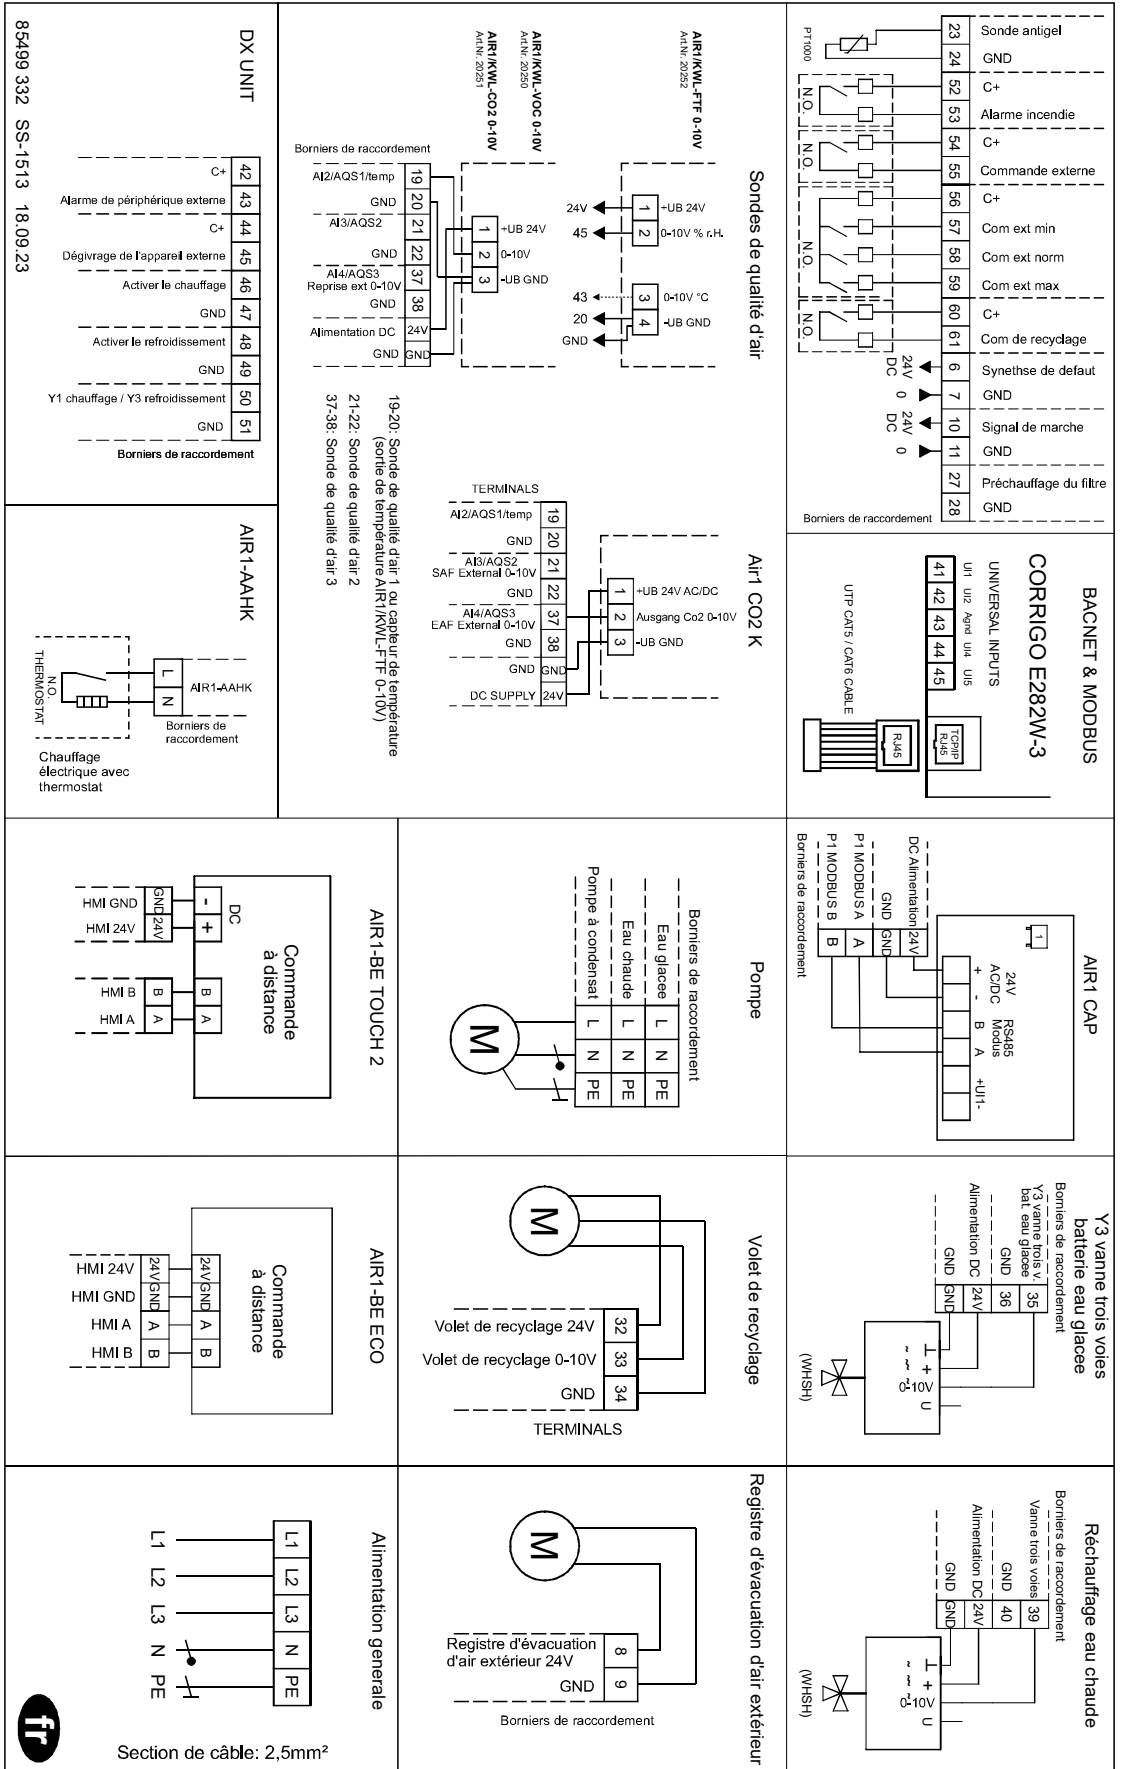 23 Sonde antigel
24 GND
PT1000
52 C+
53 Alarme incendie
N.O.
54 C+
55 Commande externe
N.O.
56 C+
57 Com ext min
58 Com ext norm
59 Com ext max
N.O.
60 C+
61 Com de recyclage
N.O.
6 Synethse de defaut
24V
DC
7 GND
0
10 Signal de marche
24V
DC
11 GND
0
27 Préchauffage du filtre
28 GND
Borniers de raccordement
Sondes de qualité d'air
AIR1/KWL-FTF 0-10V
Art.Nr. 20252
24V 1 +UB 24V
45 2 0-10V % r.H.
43 3 0-10V °C
20 4 -UB GND
GND
AIR1/KWL-VOC 0-10V
Art.Nr. 20250
AIR1/KWL-CO2 0-10V
Art.Nr. 20251
Borniers de raccordement
AI2/AQS1/temp 19
GND 20
AI3/AQS2 21
GND 22
AI4/AQS3
Reprise ext 0-10V 37
GND 38
Alimentation DC 24V
GND GND
1 +UB 24V
2 0-10V
3 -UB GND
19-20: Sonde de qualité d'air 1 ou capteur de température
(sortie de température AIR1/KWL-FTF 0-10V)
21-22: Sonde de qualité d'air 2
37-38: Sonde de qualité d'air 3
Air1 CO2 K
TERMINALS
AI2/AQS1/temp 19
GND 20
AI3/AQS2
SAF External 0-10V 21
GND 22
AI4/AQS3
EAF External 0-10V 37
GND 38
GND GND
DC SUPPLY 24V
1 +UB 24V AC/DC
2 Ausgang Co2 0-10V
3 -UB GND
DX UNIT
C+ 42
Alarme de périphérique externe 43
C+ 44
Dégivrage de l'appareil externe 45
Activer le chauffage 46
GND 47
Activer le refroidissement 48
GND 49
Y1 chauffage / Y3 refroidissement 50
GND 51
Borniers de raccordement
85499 332 SS-1513 18.09.23
AIR1-AAHK
L
N
AIR1-AAHK
Borniers de
raccordement
N.O.
THERMOSTAT
Chauffage
électrique avec
thermostat
BACNET & MODBUS
CORRIGO E282W-3
UNIVERSAL INPUTS
UI1 UI2 Agnd UI4 UI5
41 42 43 44 45
TCP/IP
RJ45
RJ45
UTP CAT5 / CAT6 CABLE
AIR1 CAP
1
24V
AC/DC
RS485
Modus
+ - B A +UI1-
DC Alimentation 24V
GND GND
P1 MODBUS A A
P1 MODBUS B B
Borniers de raccordement
Pompe
Borniers de raccordement
Eau glacee L N PE
Eau chaude L N PE
Pompe à condensat L N PE
M
AIR1-BE TOUCH 2
Commande
à distance
DC
- +
B A
HMI GND GND
HMI 24V 24V
HMI B B
HMI A A
Y3 vanne trois voies
batterie eau glacee
Borniers de raccordement
Y3 vanne trois v.
bat. eau glacee 35
GND 36
Alimentation DC 24V
GND GND
⊥ ~
+ ~
0-10V ~
U
(WHSH)
Volet de recyclage
M
Volet de recyclage 24V 32
Volet de recyclage 0-10V 33
GND 34
TERMINALS
AIR1-BE ECO
Commande
à distance
HMI 24V 24V 24V
HMI GND GND GND
HMI A A A
HMI B B B
Réchauffage eau chaude
Borniers de raccordement
Vanne trois voies 39
GND 40
Alimentation DC 24V
GND GND
⊥ ~
+ ~
0-10V ~
U
(WHSH)
Registre d'évacuation d'air extérieur
M
Registre d'évacuation
d'air extérieur 24V 8
GND 9
Borniers de raccordement
Alimentation generale
L1 L2 L3 N PE
L1 L2 L3 N PE
Section de câble: 2,5mm²
fr